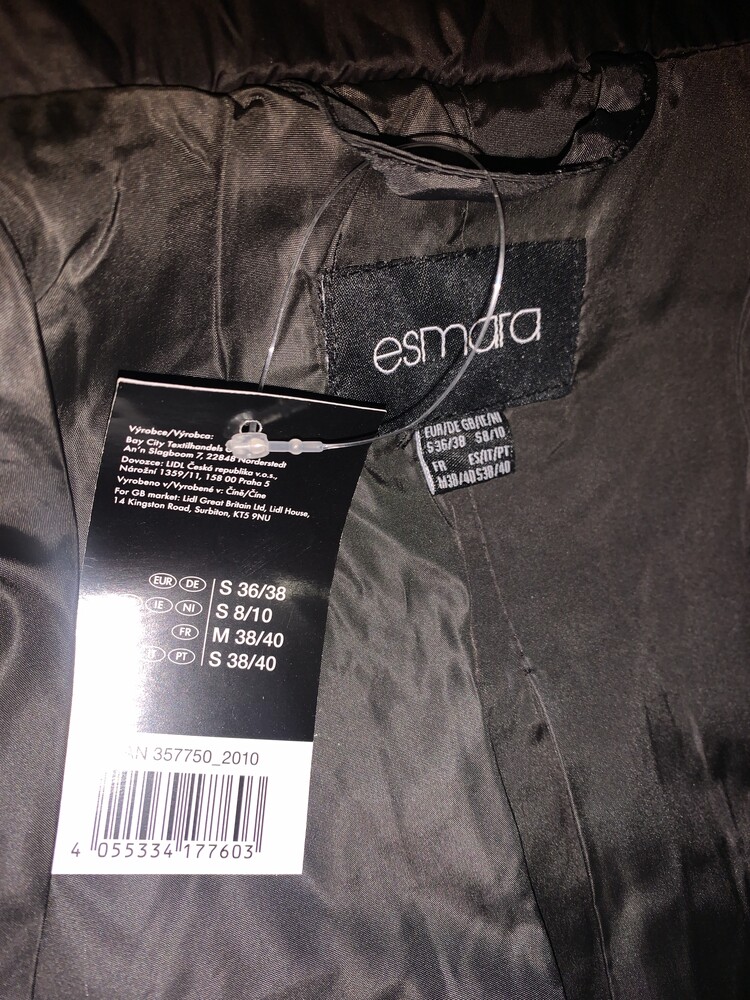 esmara
EUR/DE GB/IE/NI
S36/38 S8/10
FR ES/IT/PT
M38/40 S38/40
Výrobce/Výrobca:
Bay City Textilhandels
An'n Slagboom 7, 22848 Norderstedt
Dovozce: LIDL Česká republika v.o.s.,
Nárožní 1359/11, 158 00 Praha 5
Vyrobeno v/Vyrobené v: Číně/Číne
For GB market: Lidl Great Britain Ltd, Lidl House,
14 Kingston Road, Surbiton, KT5 9NU
EUR DE S 36/38
IE NI S 8/10
FR M 38/40
PT S 38/40
357750_2010
4 055334 177603